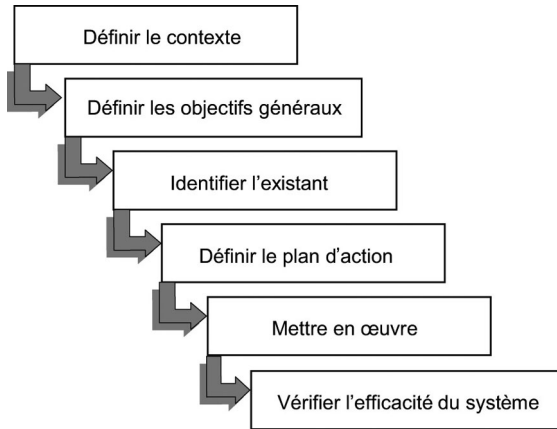 Définir le contexte
Définir les objectifs généraux
Identifier l’existant
Définir le plan d’action
Mettre en œuvre
Vérifier l’efficacité du système